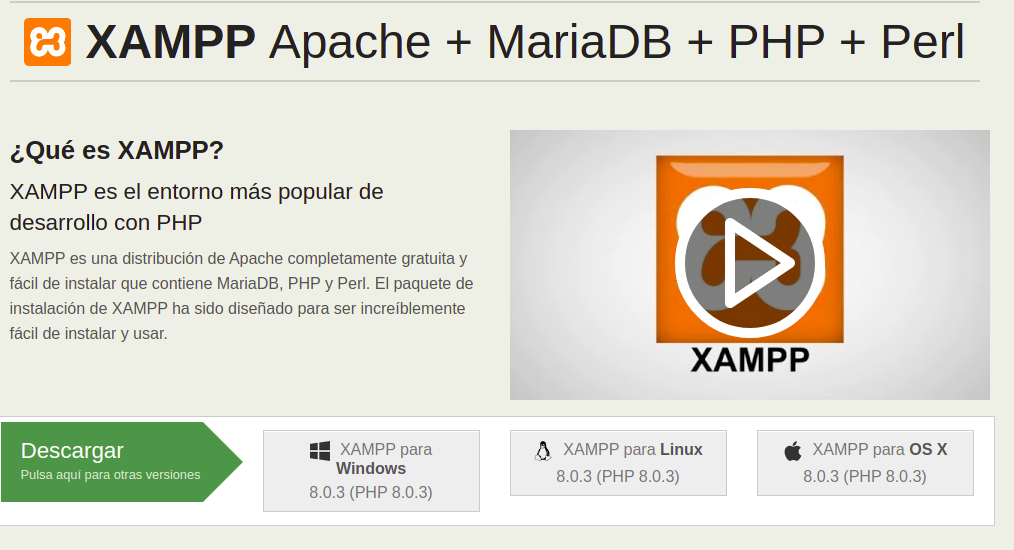 XAMPP Apache + MariaDB + PHP + Perl
¿Qué es XAMPP?
XAMPP es el entorno más popular de
desarrollo con PHP
XAMPP es una distribución de Apache completamente gratuita y
fácil de instalar que contiene MariaDB, PHP y Perl. El paquete de
instalación de XAMPP ha sido diseñado para ser increíblemente
fácil de instalar y usar.
XAMPP
Descargar
Pulsa aquí para otras versiones
XAMPP para
Windows
8.0.3 (PHP 8.0.3)
XAMPP para Linux
8.0.3 (PHP 8.0.3)
XAMPP para OS X
8.0.3 (PHP 8.0.3)